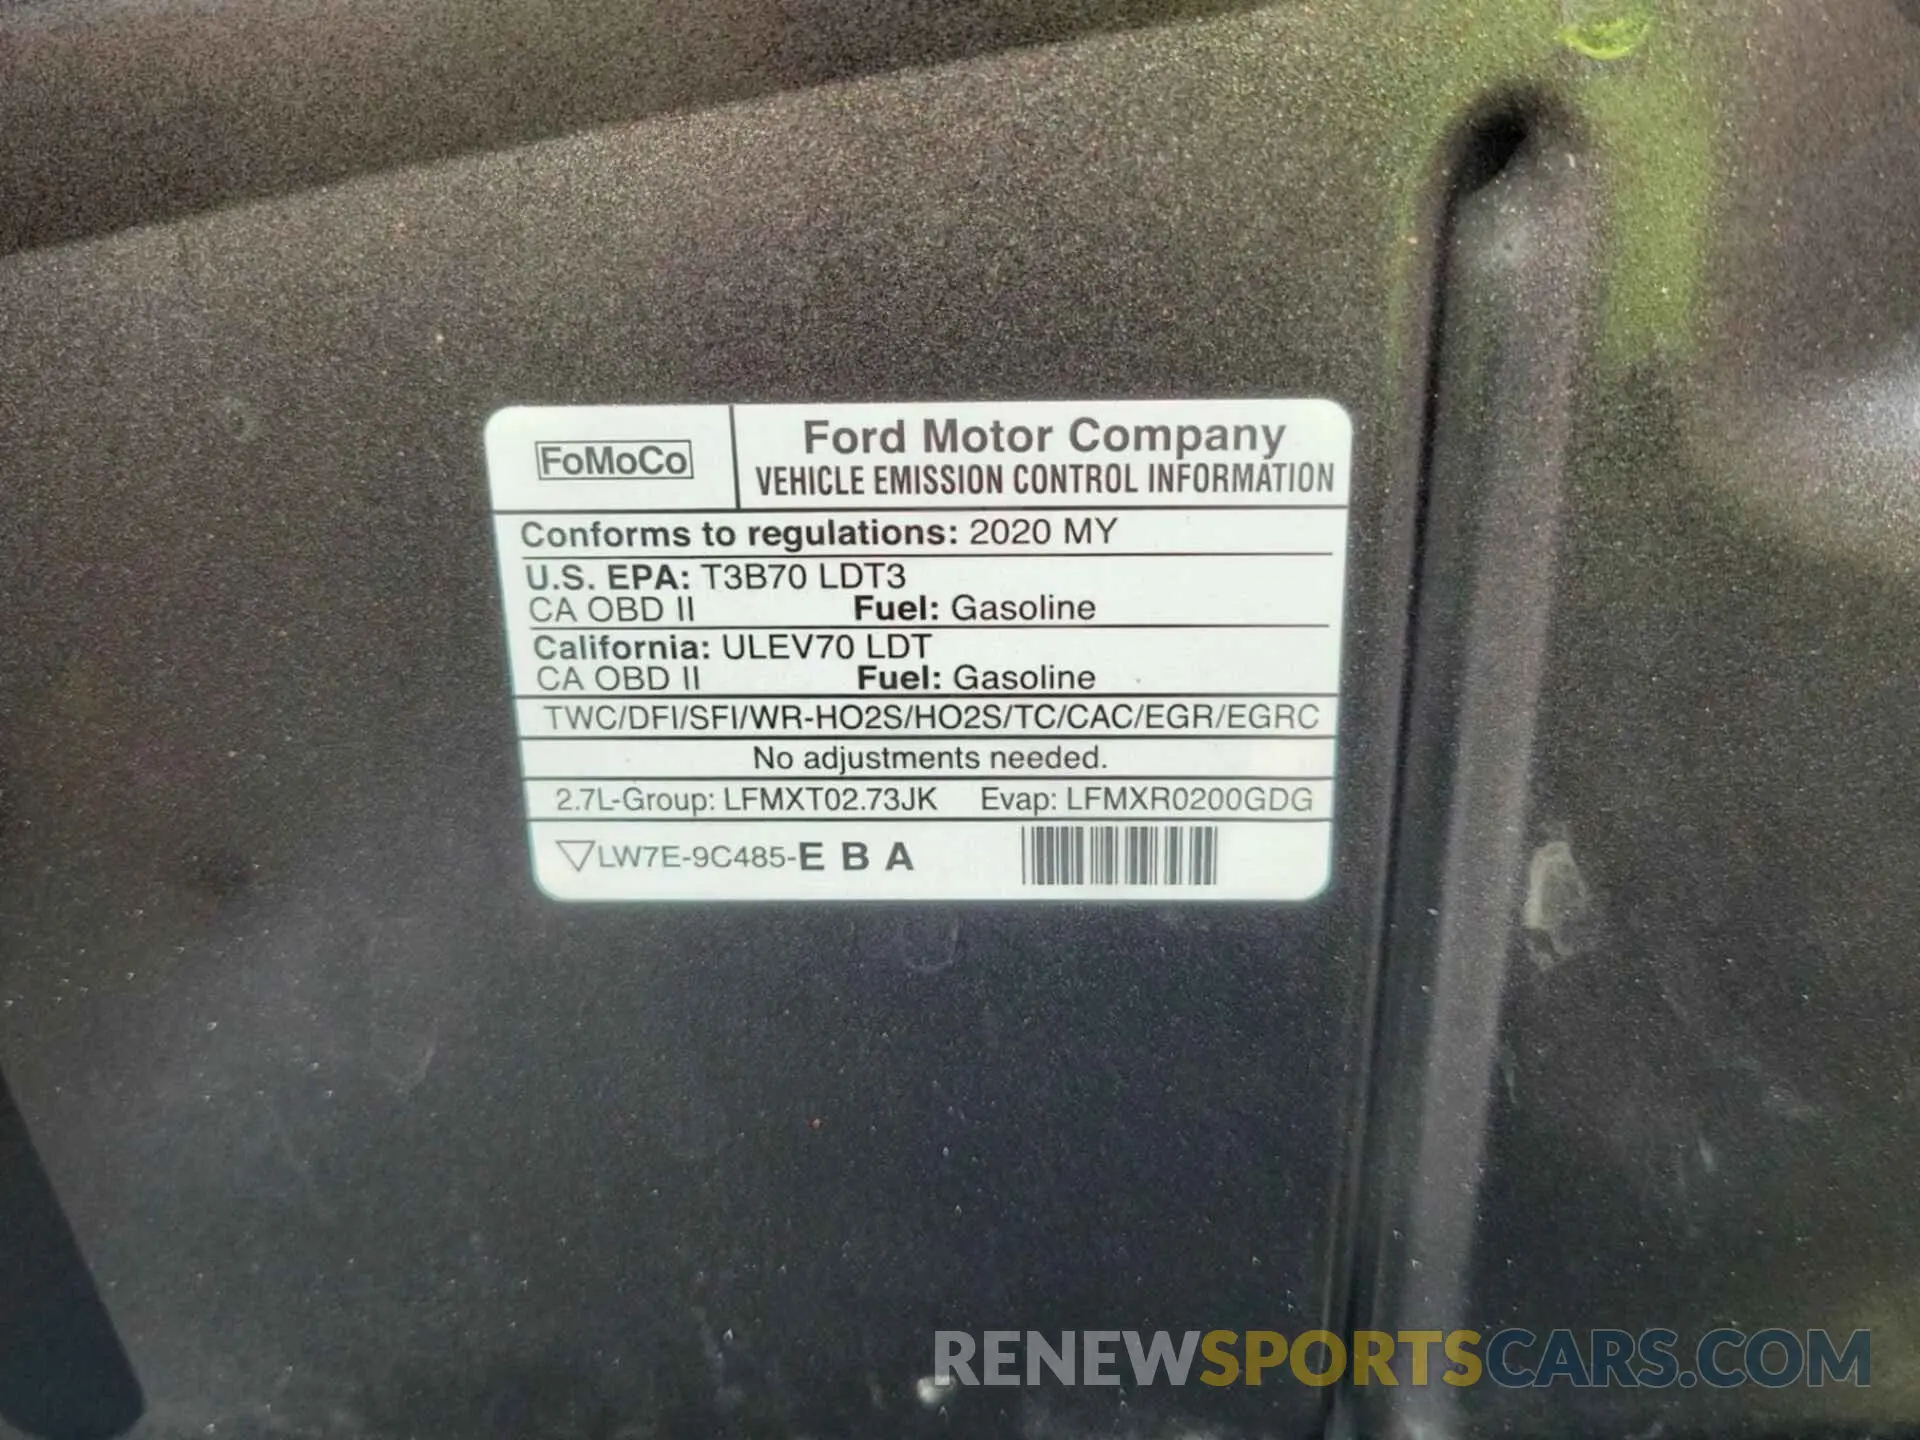 FoMoCo
Ford Motor Company
VEHICLE EMISSION CONTROL INFORMATION
Conforms to regulations: 2020 MY
U.S. EPA: T3B70 LDT3
CA OBD II Fuel: Gasoline
California: ULEV70 LDT
CA OBD II Fuel: Gasoline
TWC/DFI/SFI/WR-HO2S/HO2S/TC/CAC/EGR/EGRC
No adjustments needed.
2.7L-Group: LFMXT02.73JK Evap: LFMXR0200GDG
LW7E-9C485-E B A
RENEWSPORTSCARS.COM